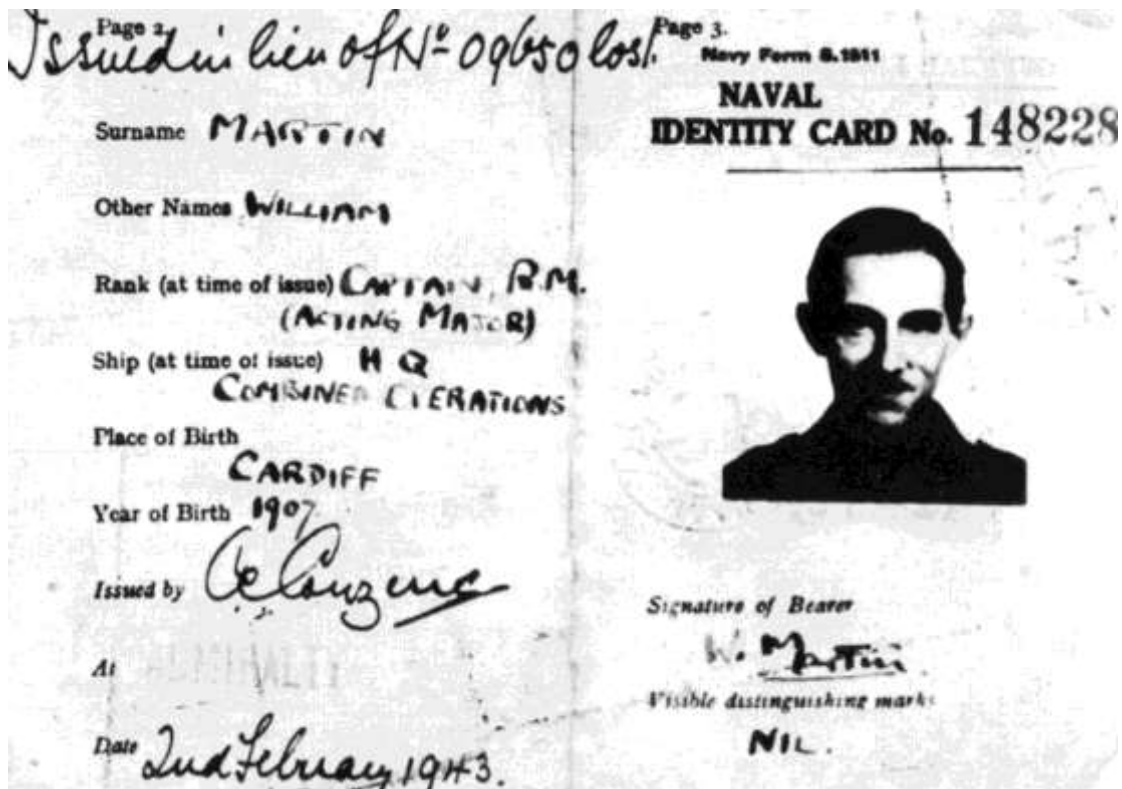 Page 2.
Issued in lieu of Nº 09650 lost.
Surname MARTIN
Other Names WILLIAM
Rank (at time of issue) CAPTAIN, R.M.
(ACTING MAJOR)
Ship (at time of issue) H Q
COMBINED OPERATIONS
Place of Birth
CARDIFF
Year of Birth 1907
Issued by
At
ADMIRALTY
Date 2nd February 1943.
Page 3.
Navy Form S.1511
NAVAL
IDENTITY CARD No. 148228
Signature of Bearer
W. Martin
Visible distinguishing marks
NIL.